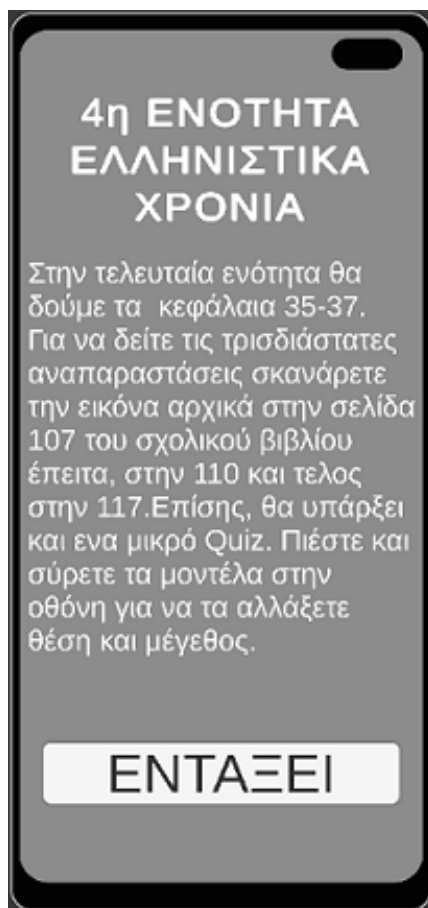 4η ΕΝΟΤΗΤΑ
ΕΛΛΗΝΙΣΤΙΚΑ
ΧΡΟΝΙΑ
Στην τελευταία ενότητα θα
δούμε τα  κεφάλαια 35-37.
Για να δείτε τις τρισδιάστατες
αναπαραστάσεις σκανάρετε
την εικόνα αρχικά στην σελίδα
107 του σχολικού βιβλίου
έπειτα, στην 110 και τελος
στην 117.Επίσης, θα υπάρξει
και ενα μικρό Quiz. Πιέστε και
σύρετε τα μοντέλα στην
οθόνη για να τα αλλάξετε
θέση και μέγεθος.
ΕΝΤΑΞΕΙ